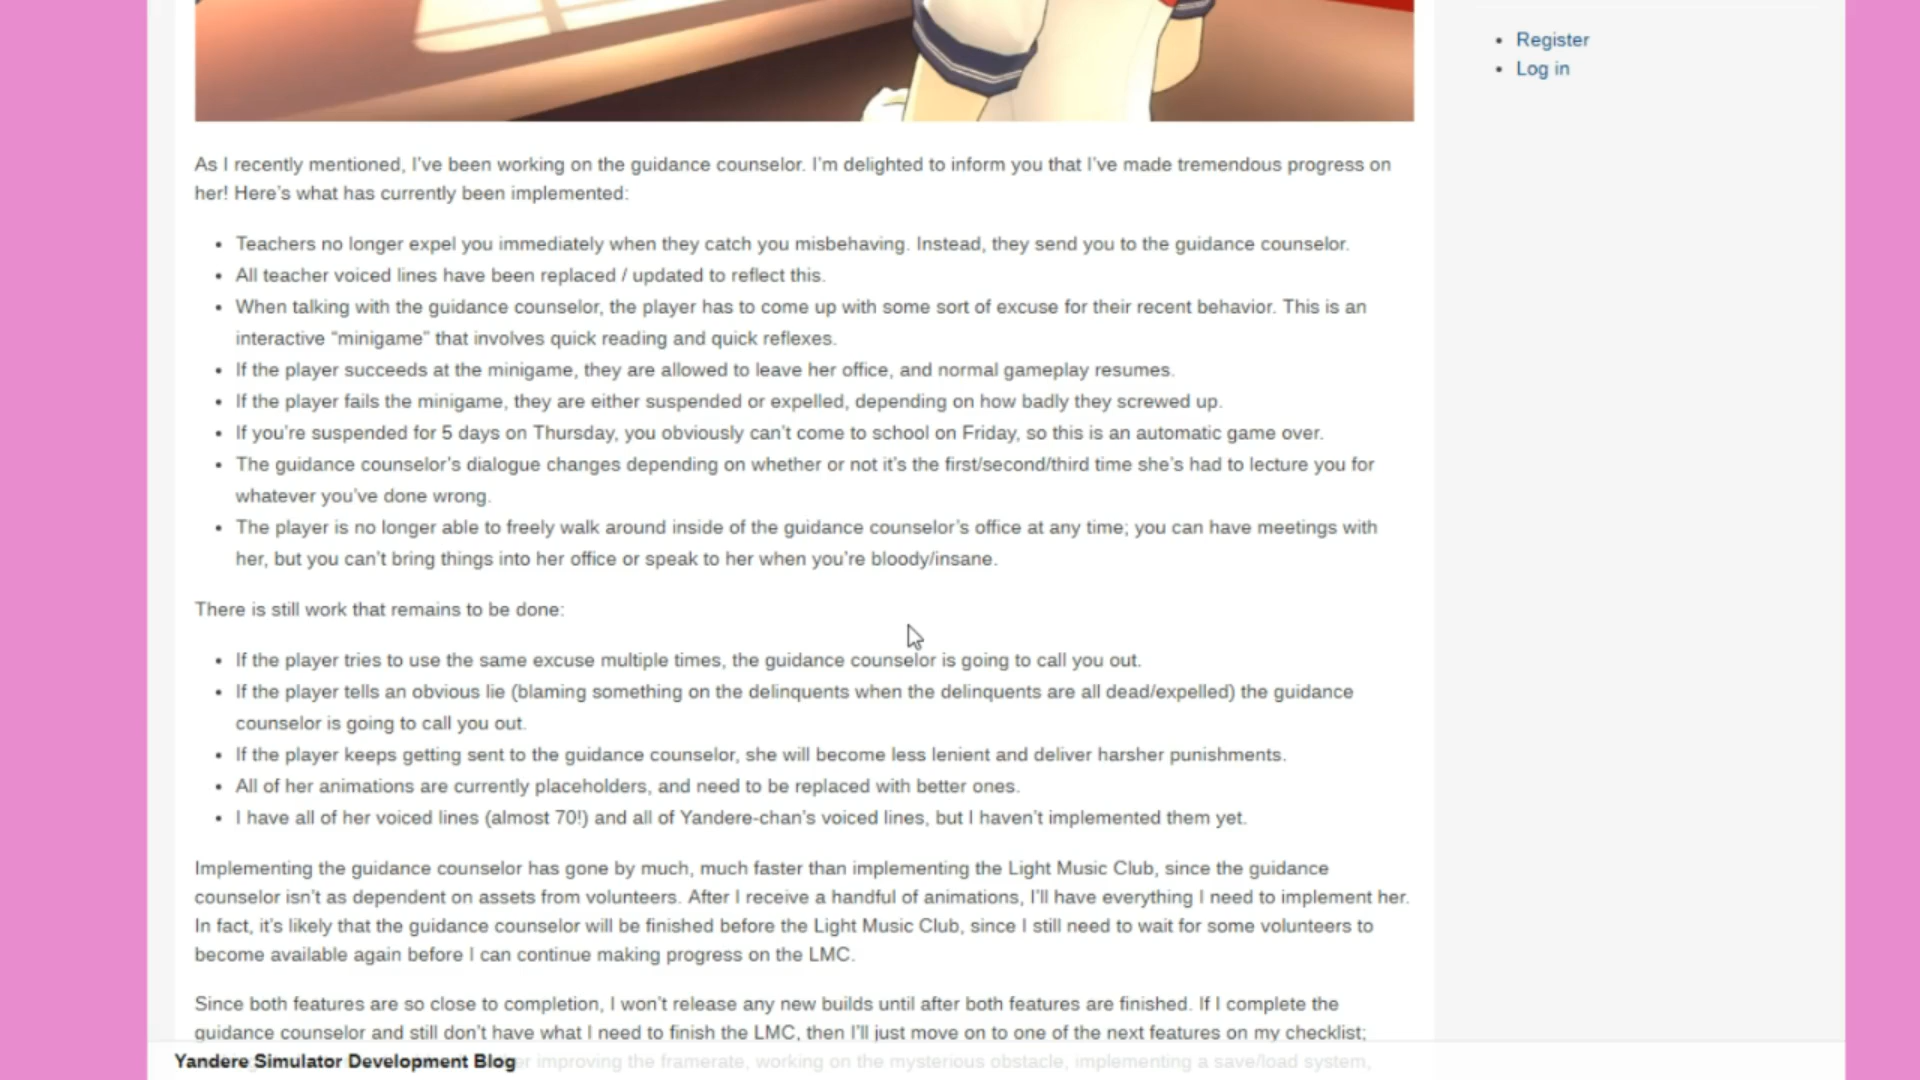 Register
Log in
As I recently mentioned, I've been working on the guidance counselor. I'm delighted to inform you that I've made tremendous progress on
her! Here's what has currently been implemented:
Teachers no longer expel you immediately when they catch you misbehaving. Instead, they send you to the guidance counselor.
All teacher voiced lines have been replaced / updated to reflect this.
When talking with the guidance counselor, the player has to come up with some sort of excuse for their recent behavior. This is an
interactive “minigame” that involves quick reading and quick reflexes.
If the player succeeds at the minigame, they are allowed to leave her office, and normal gameplay resumes.
If the player fails the minigame, they are either suspended or expelled, depending on how badly they screwed up.
If you're suspended for 5 days on Thursday, you obviously can't come to school on Friday, so this is an automatic game over.
The guidance counselor's dialogue changes depending on whether or not it's the first/second/third time she's had to lecture you for
whatever you've done wrong.
The player is no longer able to freely walk around inside of the guidance counselor's office at any time; you can have meetings with
her, but you can't bring things into her office or speak to her when you're bloody/insane.
There is still work that remains to be done:
If the player tries to use the same excuse multiple times, the guidance counselor is going to call you out.
If the player tells an obvious lie (blaming something on the delinquents when the delinquents are all dead/expelled) the guidance
counselor is going to call you out.
If the player keeps getting sent to the guidance counselor, she will become less lenient and deliver harsher punishments.
All of her animations are currently placeholders, and need to be replaced with better ones.
I have all of her voiced lines (almost 70!) and all of Yandere-chan's voiced lines, but I haven't implemented them yet.
Implementing the guidance counselor has gone by much, much faster than implementing the Light Music Club, since the guidance
counselor isn't as dependent on assets from volunteers. After I receive a handful of animations, I'll have everything I need to implement her.
In fact, it's likely that the guidance counselor will be finished before the Light Music Club, since I still need to wait for some volunteers to
become available again before I can continue making progress on the LMC.
Since both features are so close to completion, I won't release any new builds until after both features are finished. If I complete the
guidance counselor and still don't have what I need to finish the LMC, then I'll just move on to one of the next features on my checklist;
Yandere Simulator Development Blog
improving the framerate, working on the mysterious obstacle, implementing a save/load system,